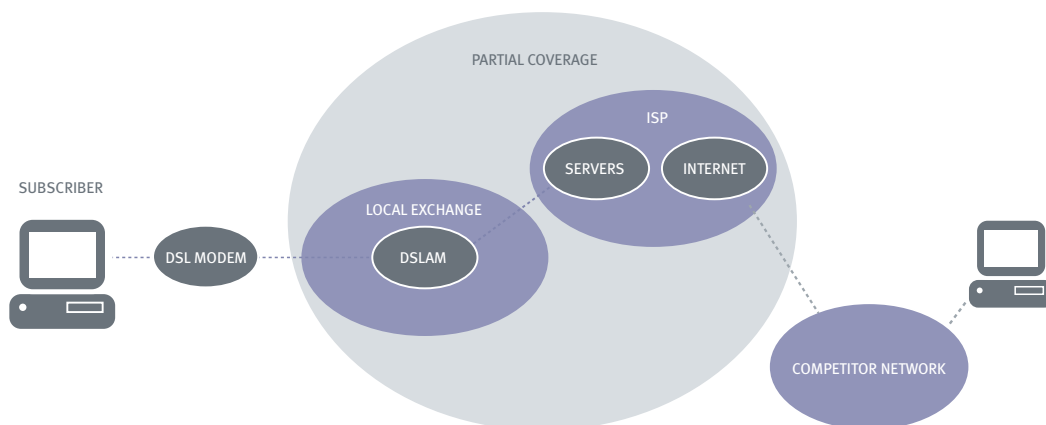 PARTIAL COVERAGE
ISP
SERVERS
INTERNET
SUBSCRIBER
LOCAL EXCHANGE
DSL MODEM
DSLAM
COMPETITOR NETWORK